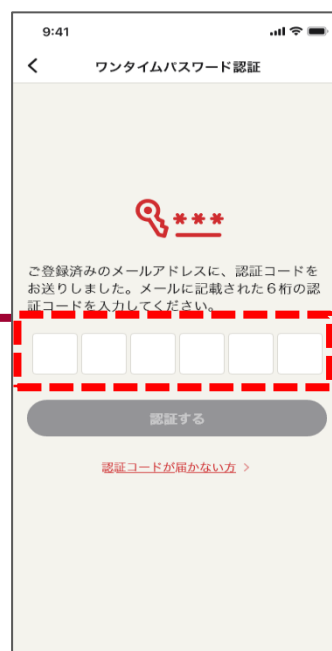 9:41
ワンタイムパスワード認証
***
ご登録済みのメールアドレスに、認証コードを
お送りしました。メールに記載された6桁の認
証コードを入力してください。
認証する
認証コードが届かない方 >